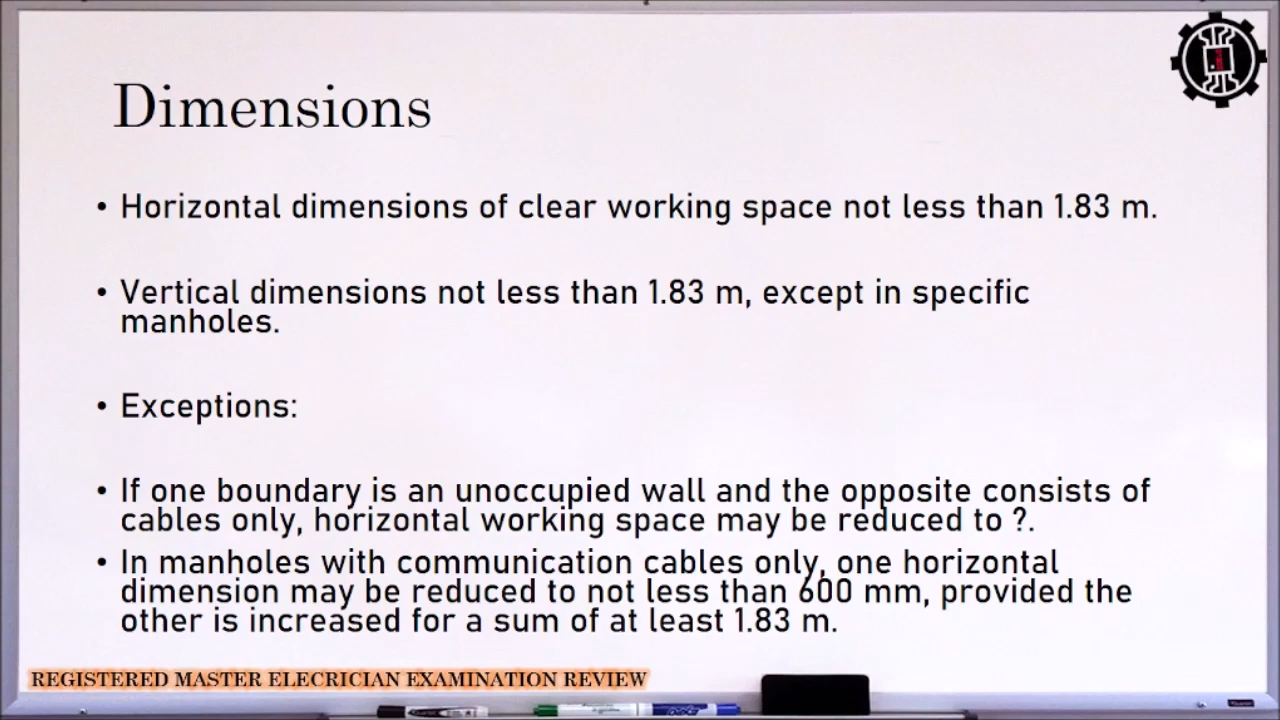 Dimensions
• Horizontal dimensions of clear working space not less than 1.83 m.
• Vertical dimensions not less than 1.83 m, except in specific
manholes.
• Exceptions:
• If one boundary is an unoccupied wall and the opposite consists of
cables only, horizontal working space may be reduced to ?.
• In manholes with communication cables only, one horizontal
dimension may be reduced to not less than 600 mm, provided the
other is increased for a sum of at least 1.83 m.
REGISTERED MASTER ELECRICIAN EXAMINATION REVIEW